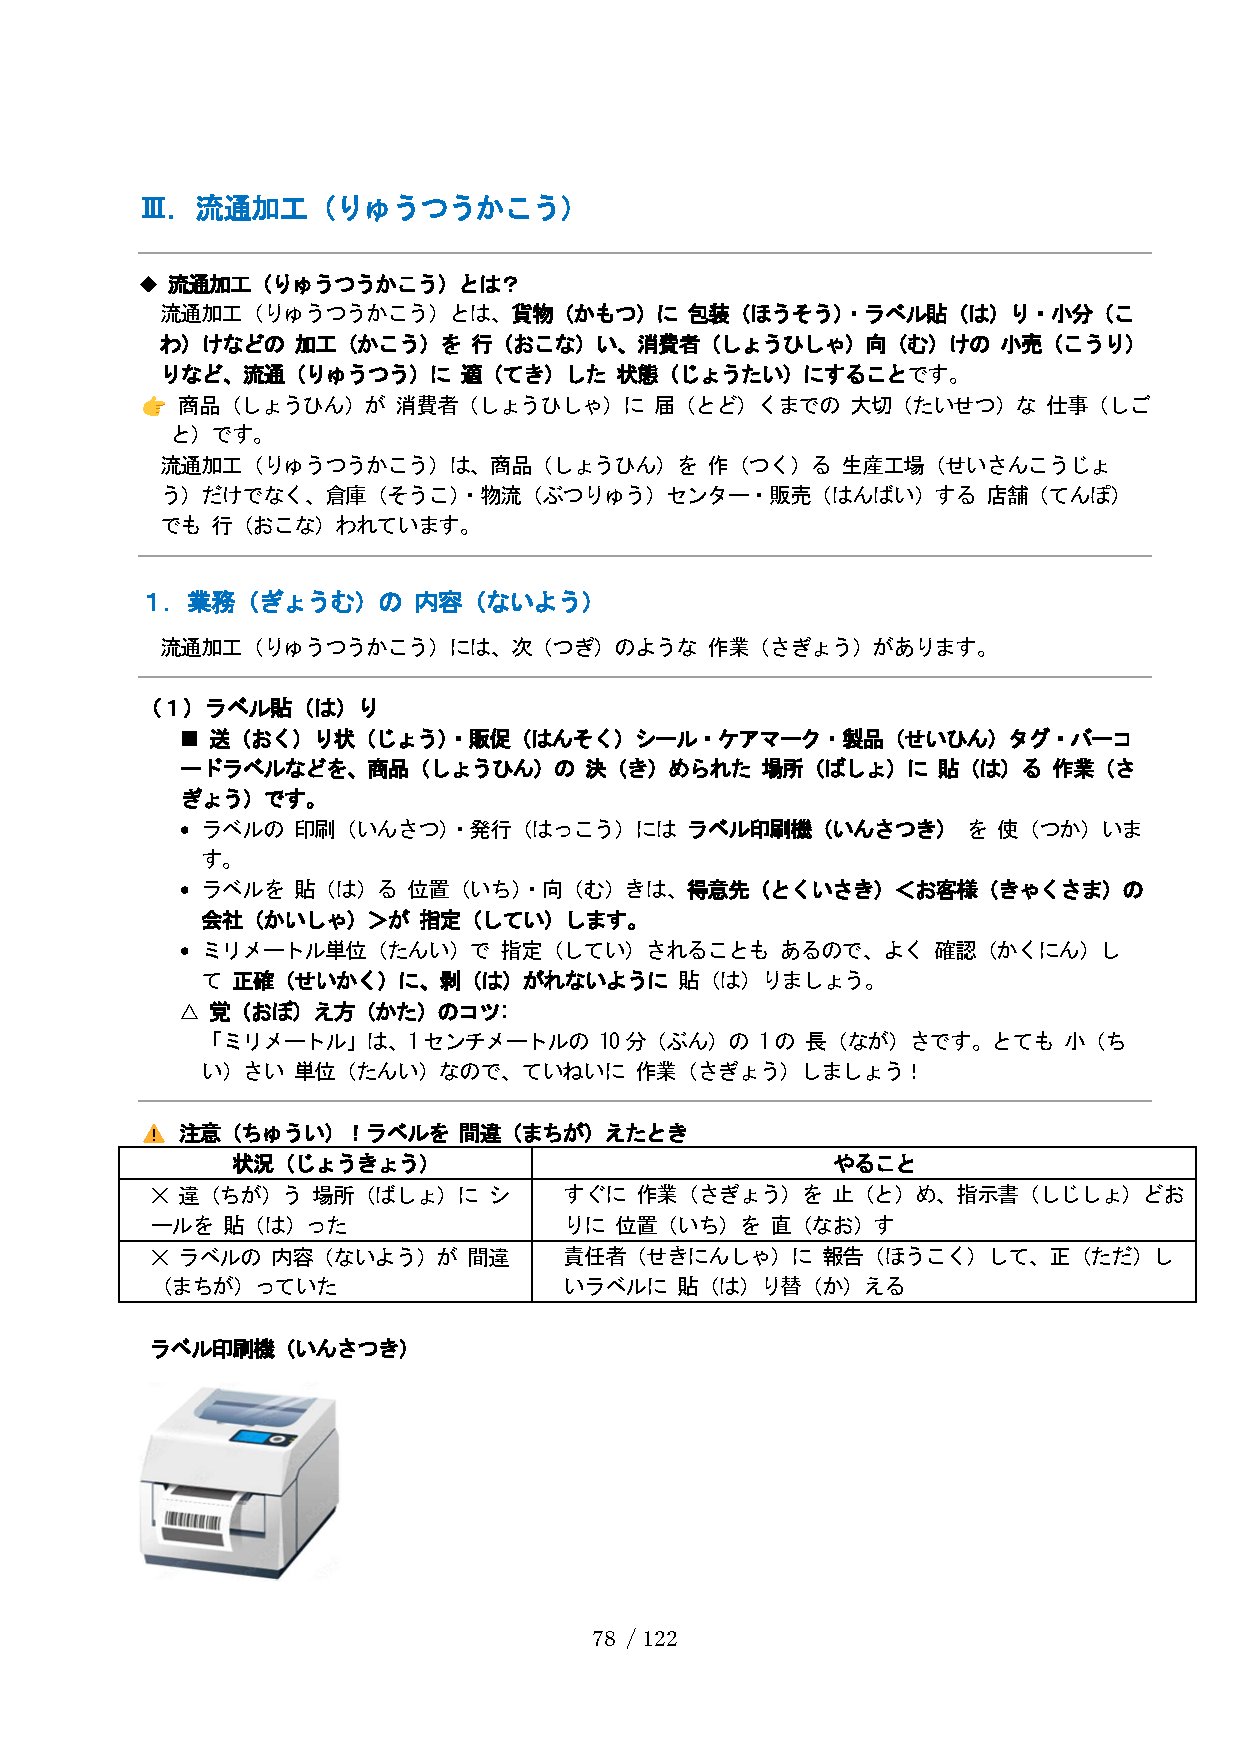 Ⅲ．流通加工（りゅうつうかこう）
◆ 流通加工（りゅうつうかこう）とは？
流通加工（りゅうつうかこう）とは、貨物（かもつ）に 包装（ほうそう）・ラベル貼（は）り・小分（こ
わ）けなどの 加工（かこう）を 行（おこな）い、消費者（しょうひしゃ）向（む）けの 小売（こうり）
りなど、流通（りゅうつう）に 適（てき）した 状態（じょうたい）にすることです。
👉 商品（しょうひん）が 消費者（しょうひしゃ）に 届（とど）くまでの 大切（たいせつ）な 仕事（しご
と）です。
流通加工（りゅうつうかこう）は、商品（しょうひん）を 作（つく）る 生産工場（せいさんこうじょ
う）だけでなく、倉庫（そうこ）・物流（ぶつりゅう）センター・販売（はんばい）する 店舗（てんぽ）
でも 行（おこな）われています。
１．業務（ぎょうむ）の 内容（ないよう）
流通加工（りゅうつうかこう）には、次（つぎ）のような 作業（さぎょう）があります。
（１）ラベル貼（は）り
■ 送（おく）り状（じょう）・販促（はんそく）シール・ケアマーク・製品（せいひん）タグ・バーコ
ードラベルなどを、商品（しょうひん）の 決（き）められた 場所（ばしょ）に 貼（は）る 作業（さ
ぎょう）です。
• ラベルの 印刷（いんさつ）・発行（はっこう）には ラベル印刷機（いんさつき） を 使（つか）いま
す。
• ラベルを 貼（は）る 位置（いち）・向（む）きは、得意先（とくいさき）＜お客様（きゃくさま）の
会社（かいしゃ）＞が 指定（してい）します。
• ミリメートル単位（たんい）で 指定（してい）されることも あるので、よく 確認（かくにん）し
て 正確（せいかく）に、剥（は）がれないように 貼（は）りましょう。
△ 覚（おぼ）え方（かた）のコツ：
「ミリメートル」は、1センチメートルの 10分（ぶん）の 1の 長（なが）さです。とても 小（ち
い）さい 単位（たんい）なので、ていねいに 作業（さぎょう）しましょう！
⚠ 注意（ちゅうい）！ラベルを 間違（まちが）えたとき
状況（じょうきょう） やること
× 違（ちが）う 場所（ばしょ）に シ
ールを 貼（は）った
すぐに 作業（さぎょう）を 止（と）め、指示書（しじしょ）どお
りに 位置（いち）を 直（なお）す
× ラベルの 内容（ないよう）が 間違
（まちが）っていた
責任者（せきにんしゃ）に 報告（ほうこく）して、正（ただ）し
いラベルに 貼（は）り替（か）える
ラベル印刷機（いんさつき）
78 / 122